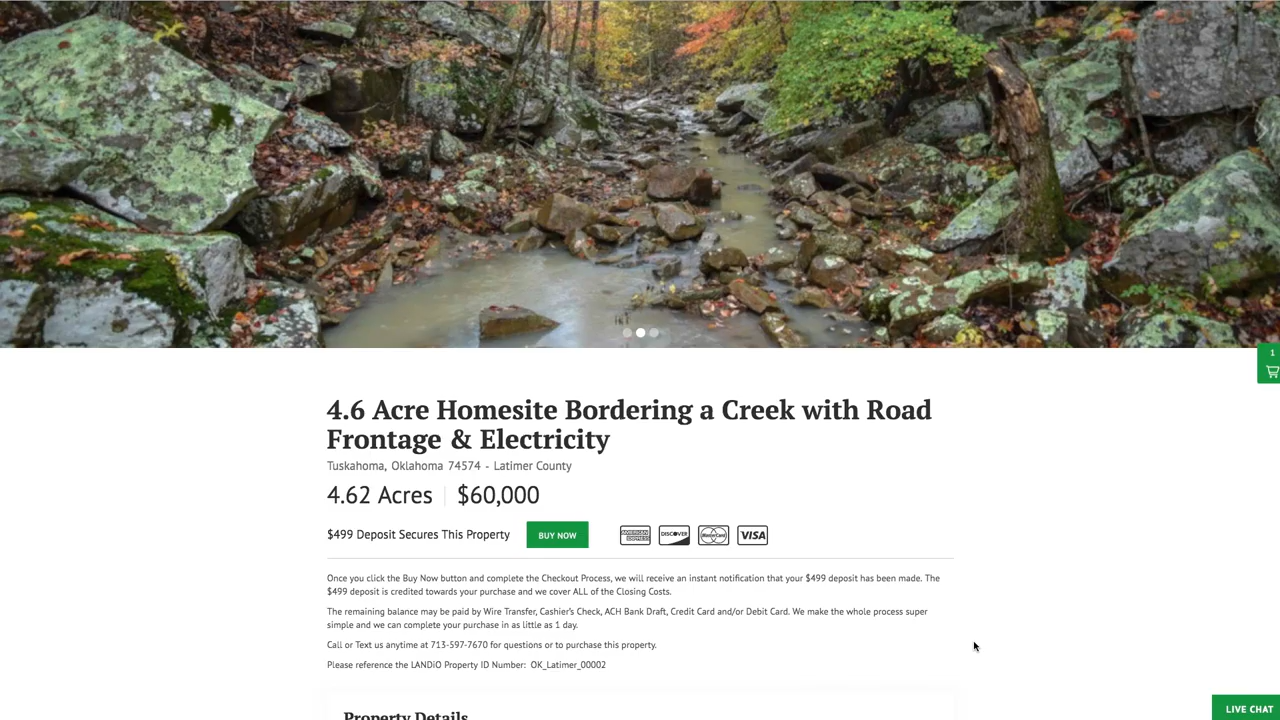 1
4.6 Acre Homesite Bordering a Creek with Road
Frontage & Electricity
Tuskahoma, Oklahoma 74574 - Latimer County
4.62 Acres | $60,000
$499 Deposit Secures This Property BUY NOW AMERICAN EXPRESS DISCOVER MasterCard VISA
Once you click the Buy Now button and complete the Checkout Process, we will receive an instant notification that your $499 deposit has been made. The
$499 deposit is credited towards your purchase and we cover ALL of the Closing Costs.
The remaining balance may be paid by Wire Transfer, Cashier's Check, ACH Bank Draft, Credit Card and/or Debit Card. We make the whole process super
simple and we can complete your purchase in as little as 1 day.
Call or Text us anytime at 713-597-7670 for questions or to purchase this property.
Please reference the LANDiO Property ID Number: OK_Latimer_00002
Property Details
LIVE CHAT